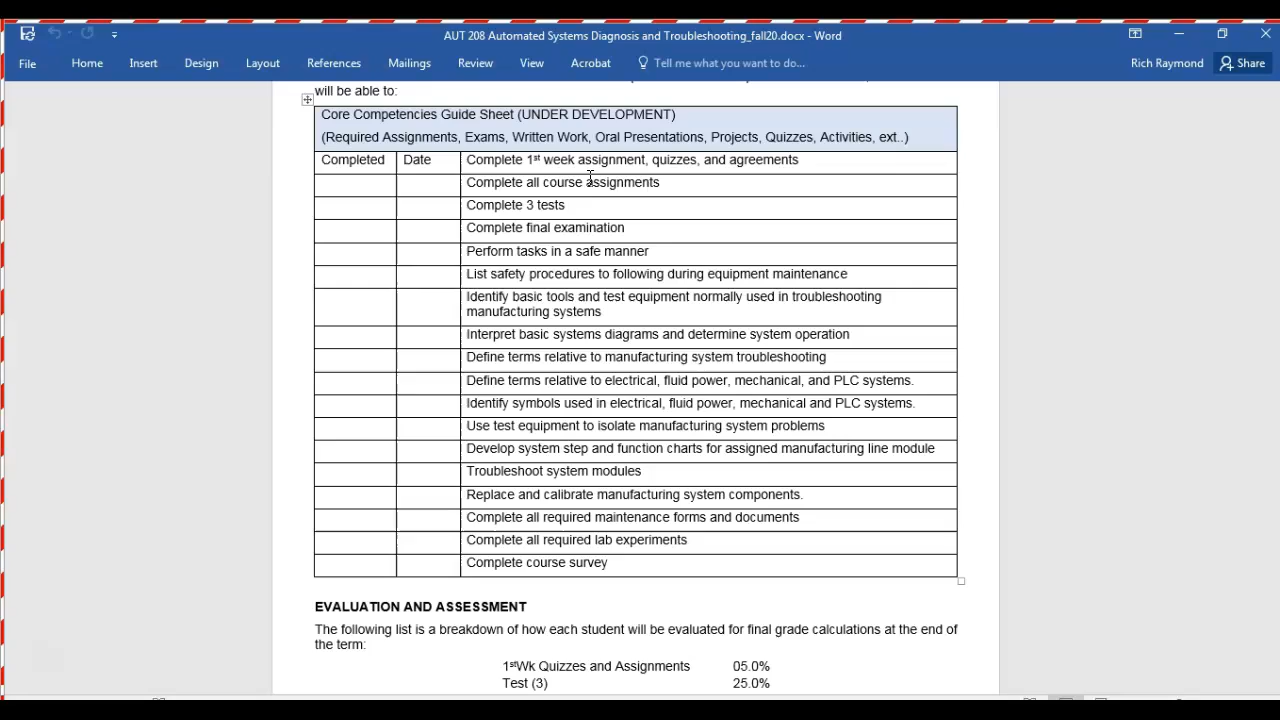 AUT 208 Automated Systems Diagnosis and Troubleshooting_fall20.docx - Word
File Home Insert Design Layout References Mailings Review View Acrobat Tell me what you want to do... Rich Raymond Share
will be able to:
Core Competencies Guide Sheet (UNDER DEVELOPMENT)
(Required Assignments, Exams, Written Work, Oral Presentations, Projects, Quizzes, Activities, ext..)
Completed Date Complete 1st week assignment, quizzes, and agreements
Complete all course assignments
Complete 3 tests
Complete final examination
Perform tasks in a safe manner
List safety procedures to following during equipment maintenance
Identify basic tools and test equipment normally used in troubleshooting
manufacturing systems
Interpret basic systems diagrams and determine system operation
Define terms relative to manufacturing system troubleshooting
Define terms relative to electrical, fluid power, mechanical, and PLC systems.
Identify symbols used in electrical, fluid power, mechanical and PLC systems.
Use test equipment to isolate manufacturing system problems
Develop system step and function charts for assigned manufacturing line module
Troubleshoot system modules
Replace and calibrate manufacturing system components.
Complete all required maintenance forms and documents
Complete all required lab experiments
Complete course survey
EVALUATION AND ASSESSMENT
The following list is a breakdown of how each student will be evaluated for final grade calculations at the end of
the term:
1stWk Quizzes and Assignments 05.0%
Test (3) 25.0%